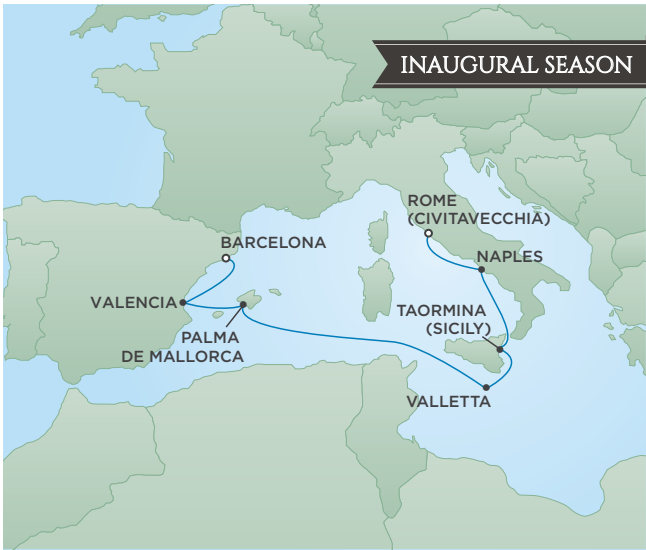 INAUGURAL SEASON
ROME
(CIVITAVECCHIA)
BARCELONA
NAPLES
VALENCIA
TAORMINA
(SICILY)
PALMA
DE MALLORCA
VALLETTA